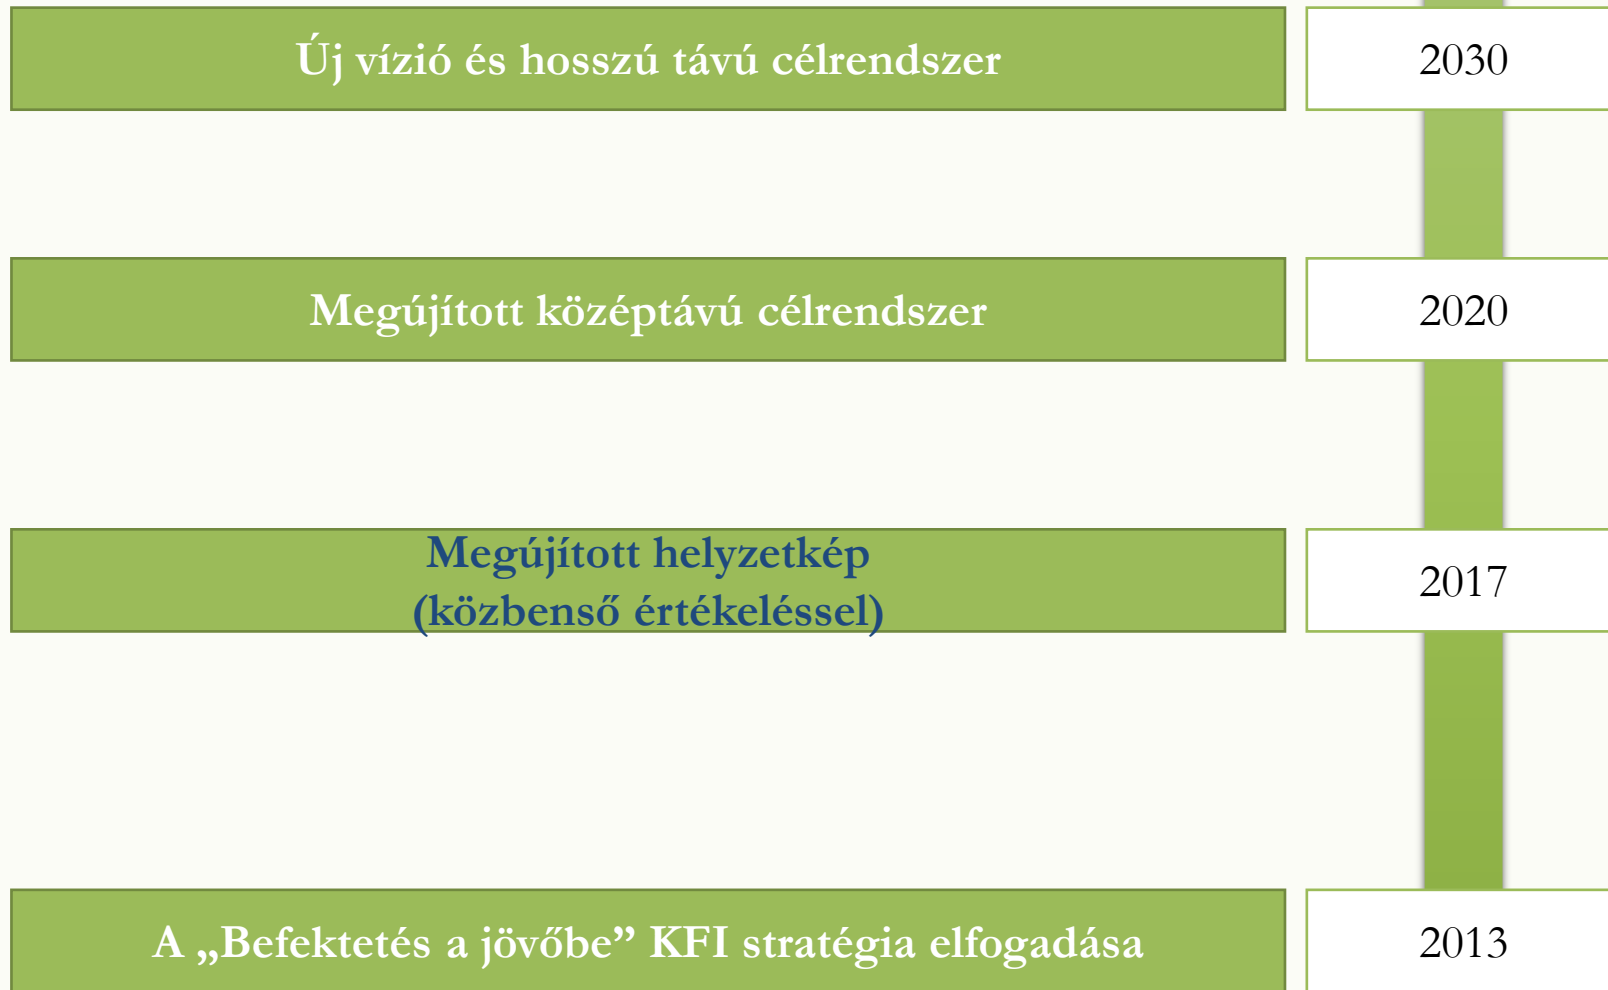 Új vízió és hosszú távú célrendszer
2030
Megújított középtávú célrendszer
2020
Megújított helyzetkép
(közbenső értékeléssel)
2017
A „Befektetés a jövőbe” KFI stratégia elfogadása
2013